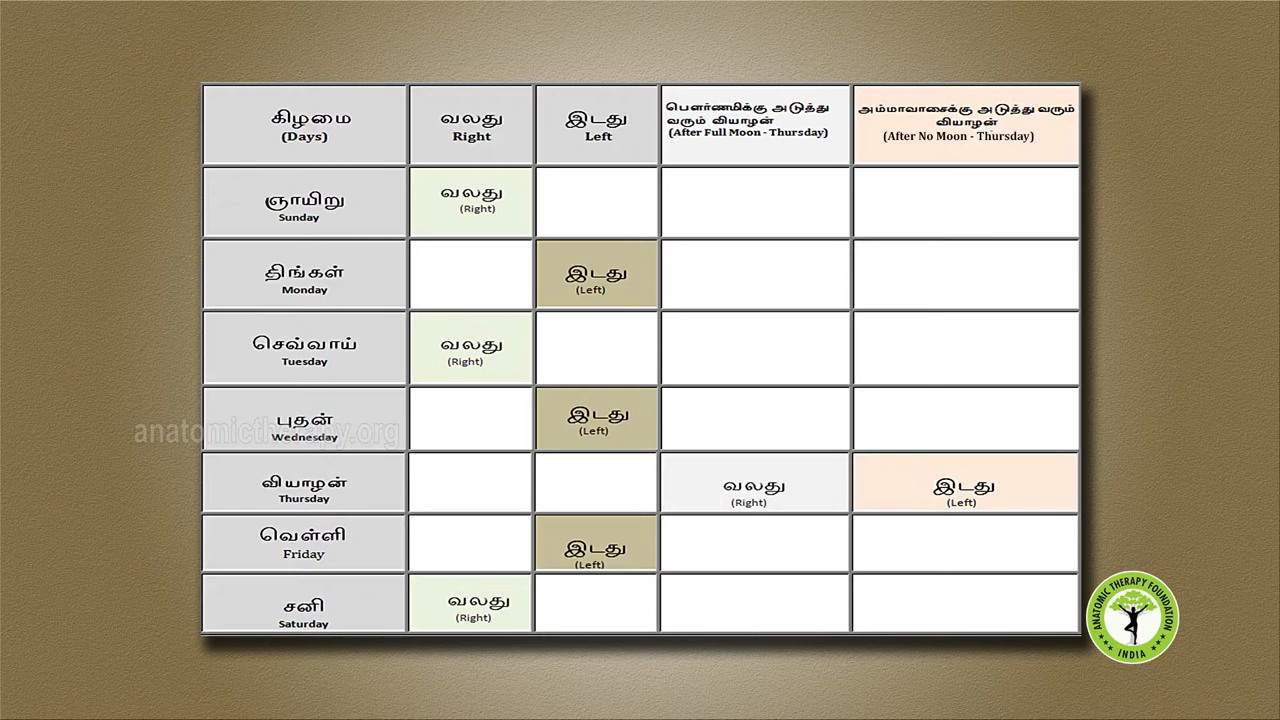 கிழமை
(Days)
வலது
Right
இடது
Left
பௌர்ணமிக்கு அடுத்து
வரும் வியாழன்
(After Full Moon - Thursday)
அம்மாவாசைக்கு அடுத்து வரும்
வியாழன்
(After No Moon - Thursday)
ஞாயிறு
Sunday
வலது
(Right)
திங்கள்
Monday
இடது
(Left)
செவ்வாய்
Tuesday
வலது
(Right)
புதன்
Wednesday
இடது
(Left)
anatomictherapy.org
வியாழன்
Thursday
வலது
(Right)
இடது
(Left)
வெள்ளி
Friday
இடது
(Left)
சனி
Saturday
வலது
(Right)
ANATOMIC THERAPY FOUNDATION
INDIA